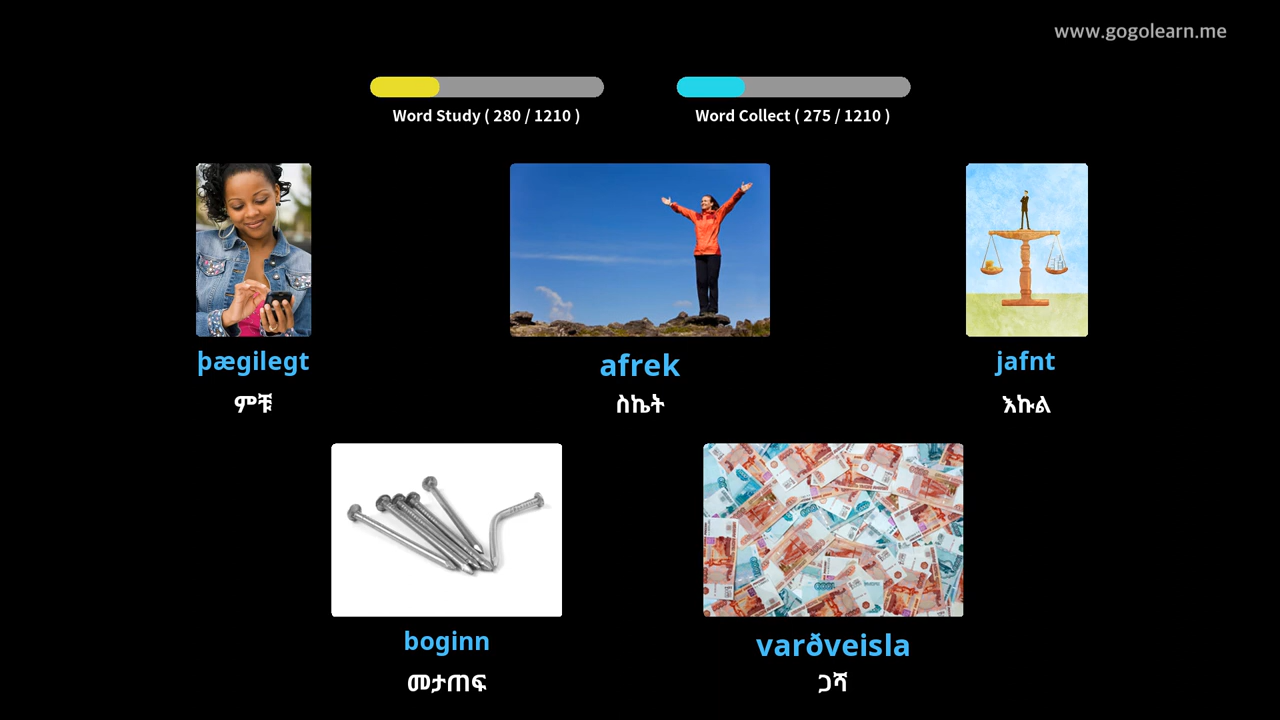 www.gogolearn.me
Word Study ( 280 / 1210 )
Word Collect ( 275 / 1210 )
þægilegt
afrek
jafnt
ምቹ
ስኬት
እኩል
boginn
varðveisla
መታጠፍ
ጋሻ